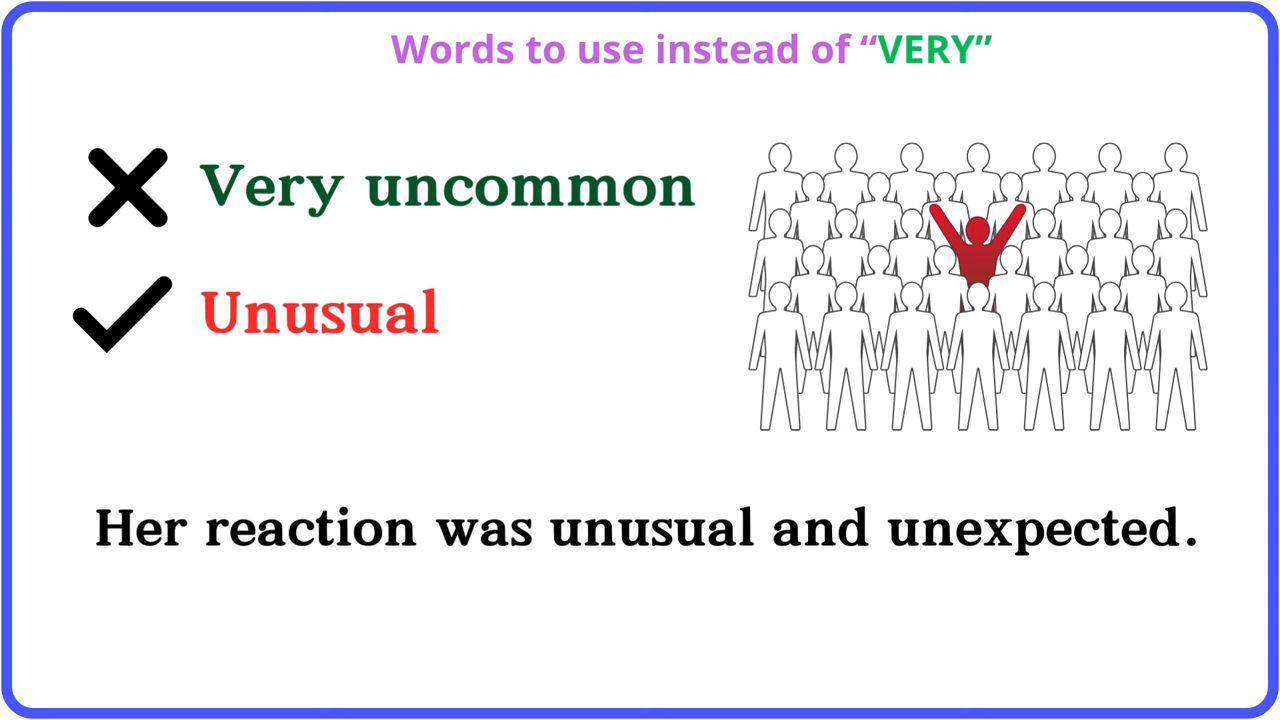 Words to use instead of “VERY”
Very uncommon
Unusual
Her reaction was unusual and unexpected.